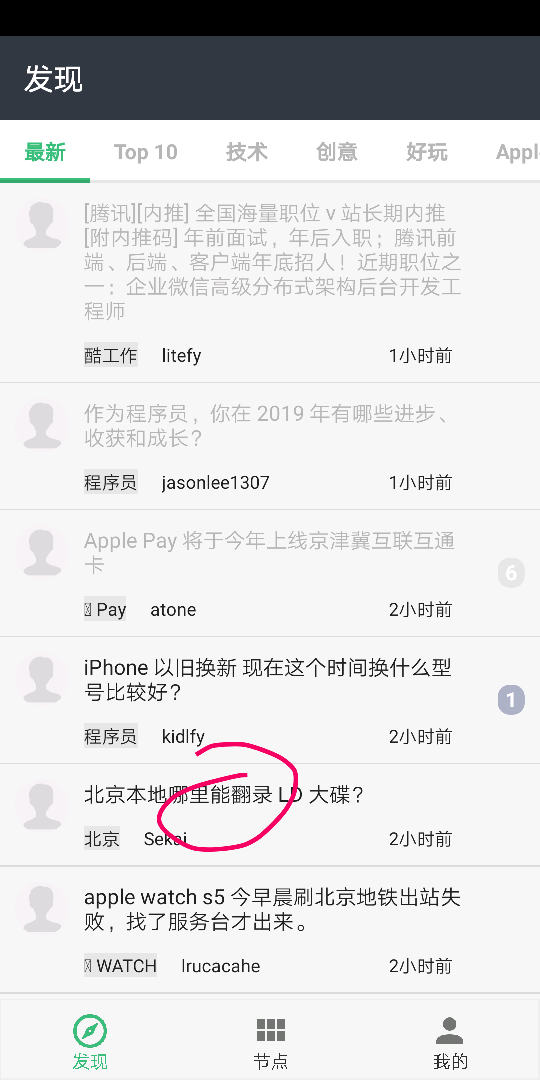 发现
最新 Top 10 技术 创意 好玩 Appl
[腾讯][内推] 全国海量职位 v 站长期内推
[附内推码] 年前面试，年后入职；腾讯前
端、后端、客户端年底招人！近期职位之
一：企业微信高级分布式架构后台开发工
程师
酷工作 litefy 1小时前
作为程序员，你在 2019 年有哪些进步、
收获和成长？
程序员 jasonlee1307 1小时前
Apple Pay 将于今年上线京津冀互联互通
卡
6
Pay atone 2小时前
iPhone 以旧换新 现在这个时间换什么型
号比较好？
1
程序员 kidlfy 2小时前
北京本地哪里能翻录 LD 大碟？
北京 Sekai 2小时前
apple watch s5 今早晨刷北京地铁出站失
败，找了服务台才出来。
WATCH lrucacahe 2小时前
发现 节点 我的